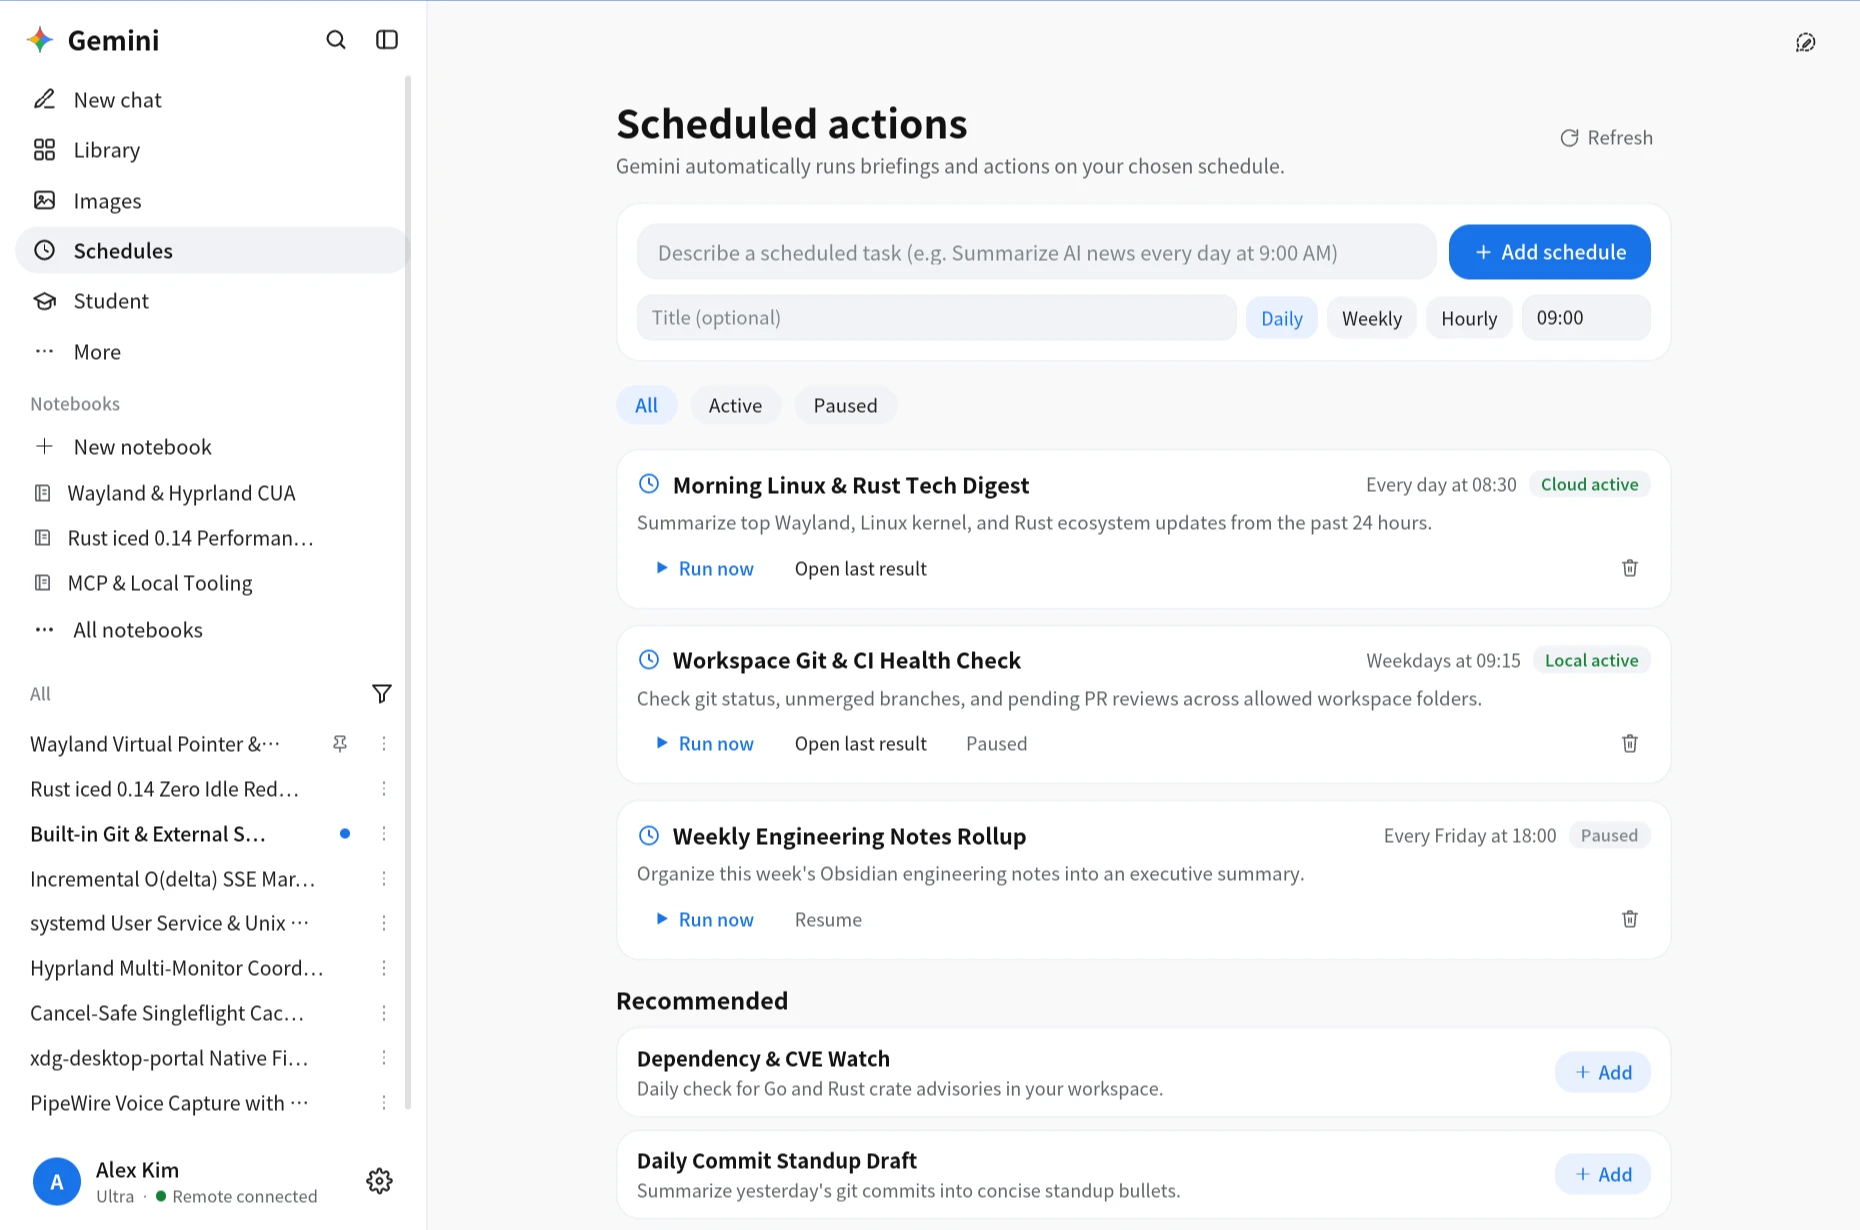 Gemini
New chat
Library
Images
Schedules
Student
More
Notebooks
New notebook
Wayland & Hyprland CUA
Rust iced 0.14 Performan...
MCP & Local Tooling
All notebooks
All
Wayland Virtual Pointer &...
Rust iced 0.14 Zero Idle Red...
Built-in Git & External S...
Incremental O(delta) SSE Mar...
systemd User Service & Unix ...
Hyprland Multi-Monitor Coord...
Cancel-Safe Singleflight Cac...
xdg-desktop-portal Native Fi...
PipeWire Voice Capture with ...
A
Alex Kim
Ultra · Remote connected
Scheduled actions
Gemini automatically runs briefings and actions on your chosen schedule.
Refresh
Describe a scheduled task (e.g. Summarize AI news every day at 9:00 AM)
+ Add schedule
Title (optional)
Daily
Weekly
Hourly
09:00
All
Active
Paused
Morning Linux & Rust Tech Digest
Every day at 08:30
Cloud active
Summarize top Wayland, Linux kernel, and Rust ecosystem updates from the past 24 hours.
Run now
Open last result
Workspace Git & CI Health Check
Weekdays at 09:15
Local active
Check git status, unmerged branches, and pending PR reviews across allowed workspace folders.
Run now
Open last result
Paused
Weekly Engineering Notes Rollup
Every Friday at 18:00
Paused
Organize this week's Obsidian engineering notes into an executive summary.
Run now
Resume
Recommended
Dependency & CVE Watch
Daily check for Go and Rust crate advisories in your workspace.
+ Add
Daily Commit Standup Draft
Summarize yesterday's git commits into concise standup bullets.
+ Add